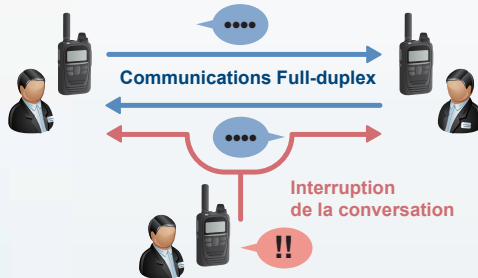 ••••
Communications Full-duplex
••••
Interruption
de la conversation
!!